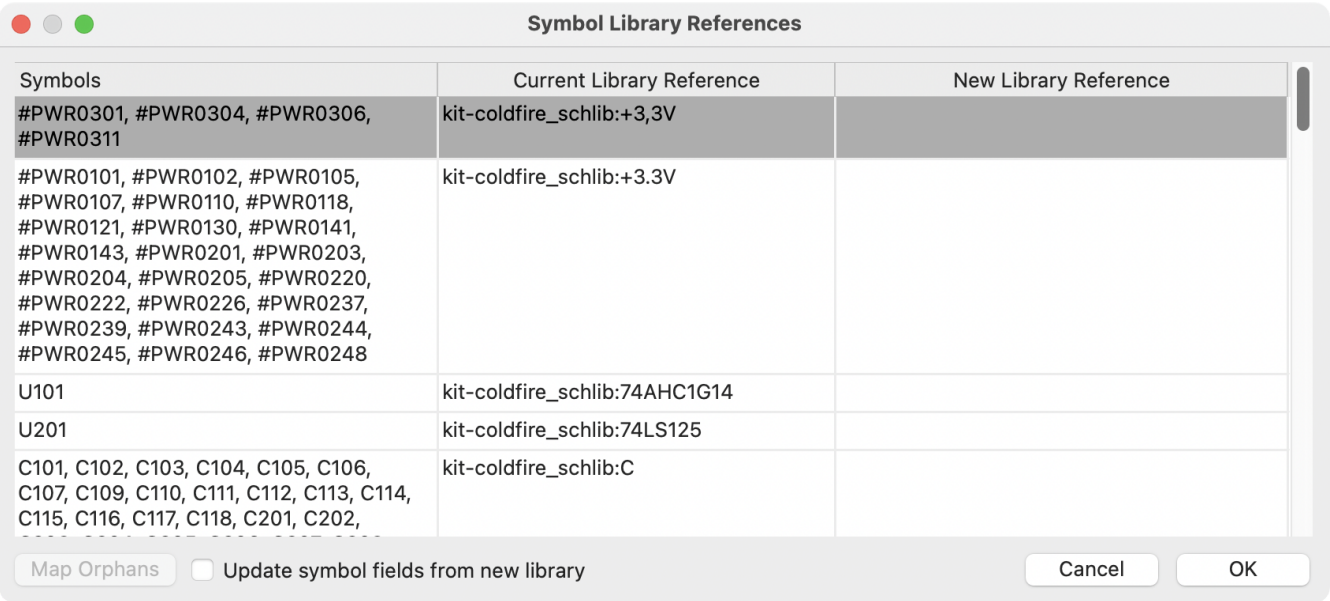 Symbol Library References
Symbols Current Library Reference New Library Reference
#PWR0301, #PWR0304, #PWR0306, kit-coldfire_schlib:+3,3V
#PWR0311
#PWR0101, #PWR0102, #PWR0105, kit-coldfire_schlib:+3.3V
#PWR0107, #PWR0110, #PWR0118,
#PWR0121, #PWR0130, #PWR0141,
#PWR0143, #PWR0201, #PWR0203,
#PWR0204, #PWR0205, #PWR0220,
#PWR0222, #PWR0226, #PWR0237,
#PWR0239, #PWR0243, #PWR0244,
#PWR0245, #PWR0246, #PWR0248
U101 kit-coldfire_schlib:74AHC1G14
U201 kit-coldfire_schlib:74LS125
C101, C102, C103, C104, C105, C106, kit-coldfire_schlib:C
C107, C109, C110, C111, C112, C113, C114,
C115, C116, C117, C118, C201, C202,
Map Orphans Update symbol fields from new library Cancel OK